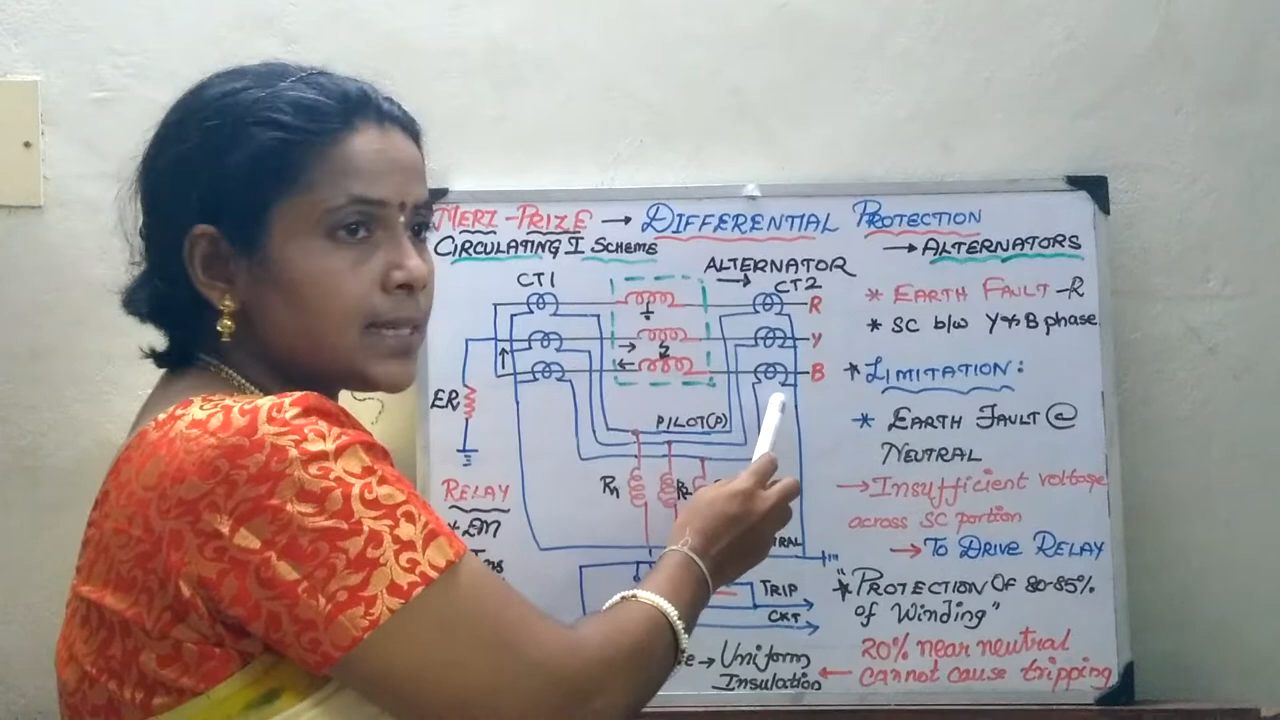 MERZ-PRIZE → DIFFERENTIAL PROTECTION
CIRCULATING I SCHEME
→ ALTERNATORS
ALTERNATOR
CT1
CT2
R
Y
B
ER
PILOT(P)
R1
R2
RELAY
* EM
TRIP
CKT
→ Uniform
Insulation
* EARTH FAULT - R
* SC b/w Y & B phase
* LIMITATION:
* EARTH FAULT @
NEUTRAL
→ Insufficient voltage
across SC portion
→ TO DRIVE RELAY
* "PROTECTION OF 80-85%
of Winding"
20% near neutral
← cannot cause tripping